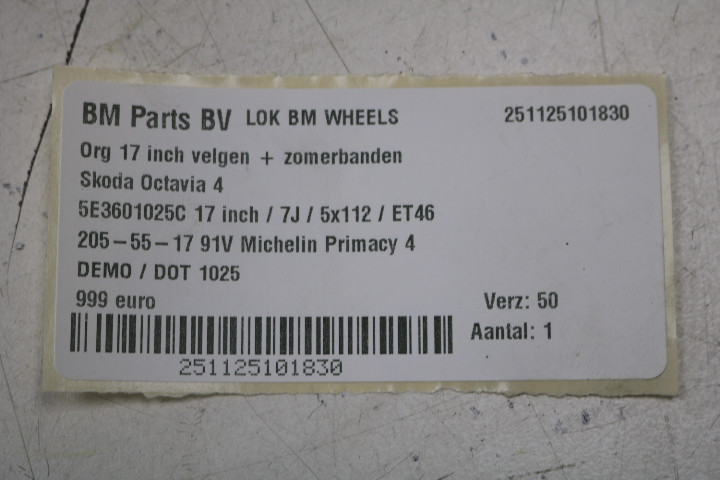 BM Parts BV LOK BM WHEELS 251125101830
Org 17 inch velgen + zomerbanden
Skoda Octavia 4
5E3601025C 17 inch / 7J / 5x112 / ET46
205-55-17 91V Michelin Primacy 4
DEMO / DOT 1025
999 euro Verz: 50
Aantal: 1
251125101830